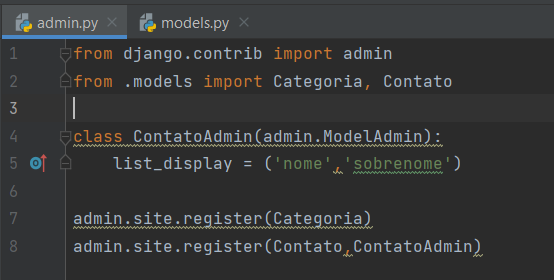 admin.py
models.py
1 from django.contrib import admin
2 from .models import Categoria, Contato
3
4 class ContatoAdmin(admin.ModelAdmin):
5     list_display = ('nome','sobrenome')
6
7 admin.site.register(Categoria)
8 admin.site.register(Contato,ContatoAdmin)